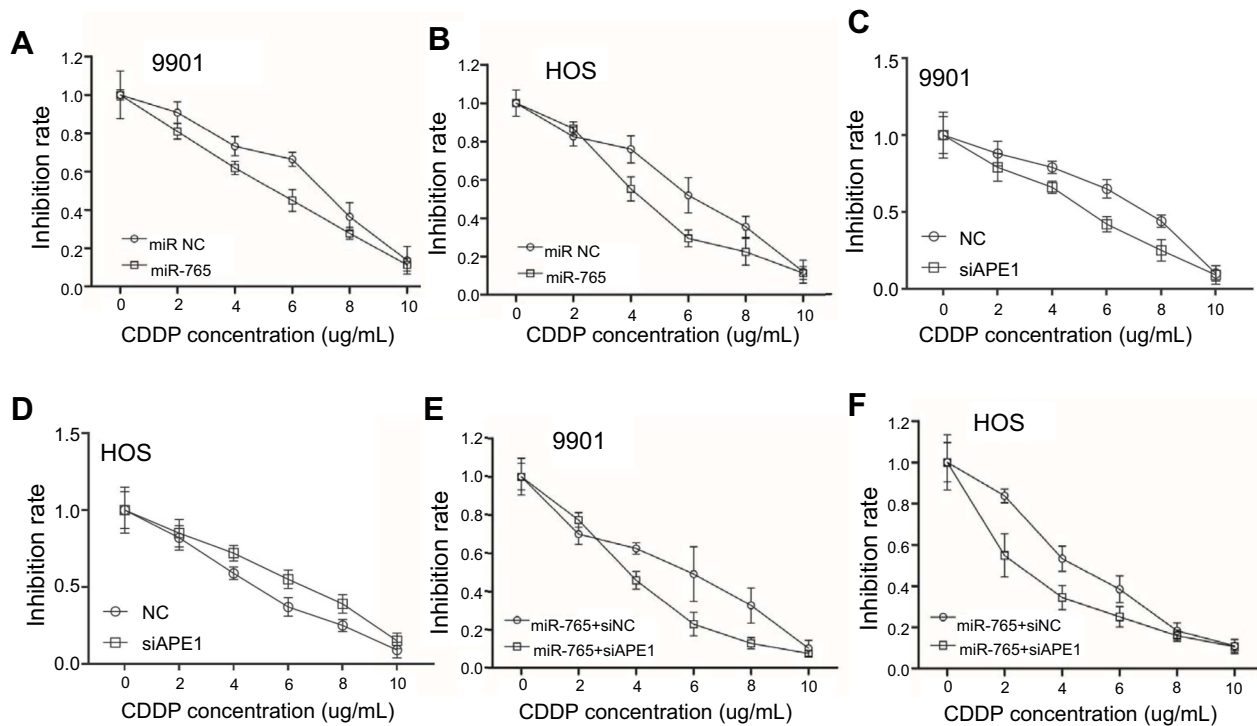 A
9901
1.2
1.0
0.8
0.6
0.4
0.2
0.0
Inhibition rate
miR NC
miR-765
0 2 4 6 8 10
CDDP concentration (ug/mL)
B
HOS
1.2
1.0
0.8
0.6
0.4
0.2
0.0
Inhibition rate
miR NC
miR-765
0 2 4 6 8 10
CDDP concentration (ug/mL)
C
9901
1.5
1.0
0.5
0.0
Inhibition rate
NC
siAPE1
0 2 4 6 8 10
CDDP concentration (ug/mL)
D
HOS
1.5
1.0
0.5
0.0
Inhibition rate
NC
siAPE1
0 2 4 6 8 10
CDDP concentration (ug/mL)
E
9901
1.2
1.0
0.8
0.6
0.4
0.2
0.0
Inhibition rate
miR-765+siNC
miR-765+siAPE1
0 2 4 6 8 10
CDDP concentration (ug/mL)
F
HOS
1.2
1.0
0.8
0.6
0.4
0.2
0.0
Inhibition rate
miR-765+siNC
miR-765+siAPE1
0 2 4 6 8 10
CDDP concentration (ug/mL)